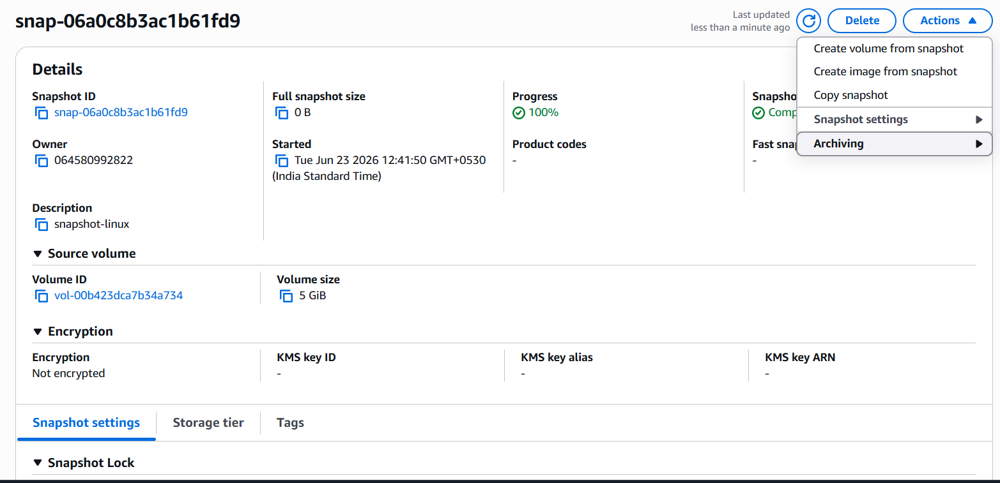 snap-06a0c8b3ac1b61fd9
Last updated
less than a minute ago
Delete
Actions
Create volume from snapshot
Create image from snapshot
Copy snapshot
Snapshot settings
Archiving
Details
Snapshot ID
snap-06a0c8b3ac1b61fd9
Full snapshot size
0 B
Progress
100%
Snapsho
Comp
Owner
064580992822
Started
Tue Jun 23 2026 12:41:50 GMT+0530
(India Standard Time)
Product codes
-
Fast snap
-
Description
snapshot-linux
Source volume
Volume ID
vol-00b423dca7b34a734
Volume size
5 GiB
Encryption
Encryption
Not encrypted
KMS key ID
-
KMS key alias
-
KMS key ARN
-
Snapshot settings
Storage tier
Tags
Snapshot Lock